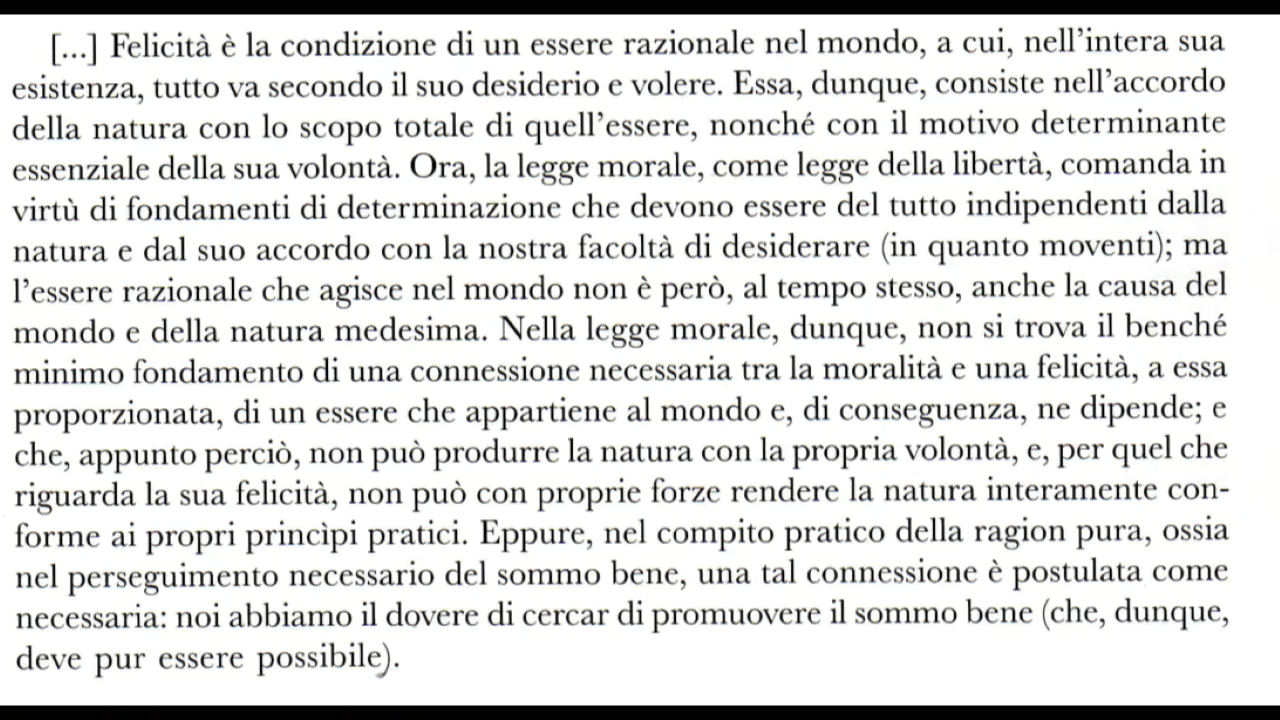 [...] Felicità è la condizione di un essere razionale nel mondo, a cui, nell'intera sua
esistenza, tutto va secondo il suo desiderio e volere. Essa, dunque, consiste nell'accordo
della natura con lo scopo totale di quell'essere, nonché con il motivo determinante
essenziale della sua volontà. Ora, la legge morale, come legge della libertà, comanda in
virtù di fondamenti di determinazione che devono essere del tutto indipendenti dalla
natura e dal suo accordo con la nostra facoltà di desiderare (in quanto moventi); ma
l'essere razionale che agisce nel mondo non è però, al tempo stesso, anche la causa del
mondo e della natura medesima. Nella legge morale, dunque, non si trova il benché
minimo fondamento di una connessione necessaria tra la moralità e una felicità, a essa
proporzionata, di un essere che appartiene al mondo e, di conseguenza, ne dipende; e
che, appunto perciò, non può produrre la natura con la propria volontà, e, per quel che
riguarda la sua felicità, non può con proprie forze rendere la natura interamente con-
forme ai propri princìpi pratici. Eppure, nel compito pratico della ragion pura, ossia
nel perseguimento necessario del sommo bene, una tal connessione è postulata come
necessaria: noi abbiamo il dovere di cercar di promuovere il sommo bene (che, dunque,
deve pur essere possibile).